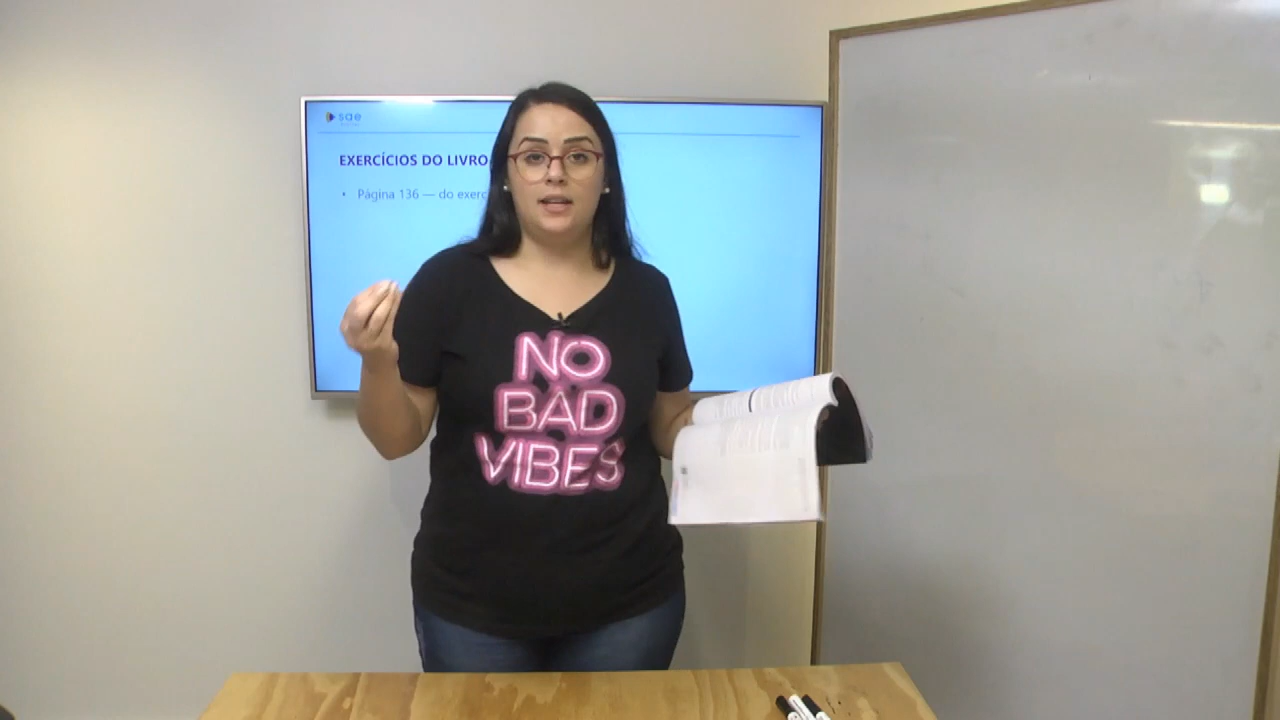 sae
EXERCÍCIOS DO LIVRO
Página 136 — do exerc
NO
BAD
VIBES